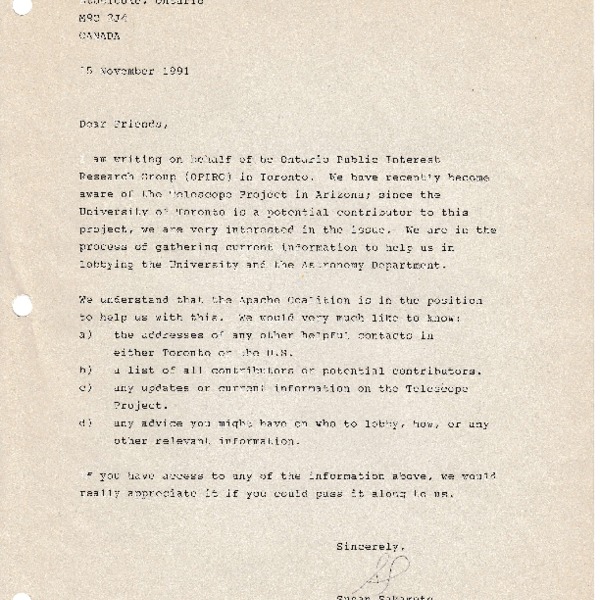 Ontario
M9C 2J4
CANADA
15 November 1991
Dear Friends,
I am writing on behalf of he Ontario Public Interest
Research Group (OPIRG) in Toronto. We have recently become
aware of the Telescope Project in Arizona; since the
University of Toronto is a potential contributor to this
project, we are very interested in the issue. We are in the
process of gathering current information to help us in
lobbying the University and the Astronomy Department.
We understand that the Apache Coalition is in the position
to help us with this. We would very much like to know:
a) the addresses of any other helpful contacts in
either Toronto or the U.S.
b) a list of all contributors or potential contributors.
c) any updates or current information on the Telescope
Project.
d) any advice you might have on who to lobby, how, or any
other relevant information.
If you have access to any of the information above, we would
really appreciate it if you could pass it along to us.
Sincerely,
Susan Sakamoto